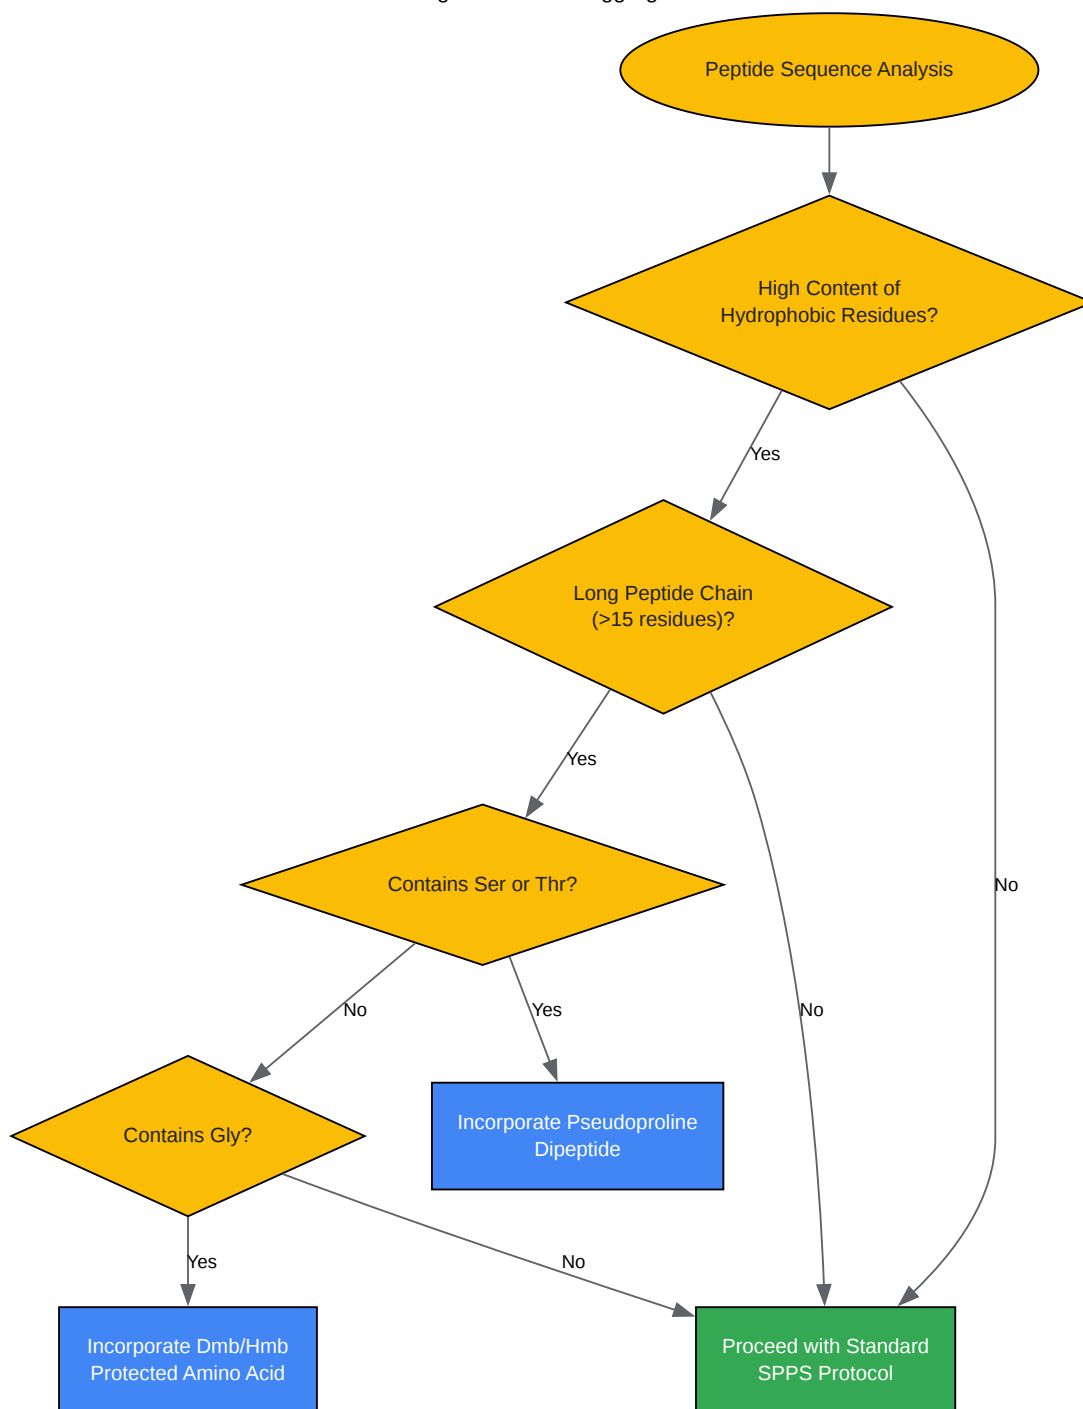 Peptide Sequence Analysis
High Content of
Hydrophobic Residues?
Yes
Long Peptide Chain
(>15 residues)?
Yes
Contains Ser or Thr?
No
No
Yes
No
Contains Gly?
Incorporate Pseudoproline
Dipeptide
Yes
No
Incorporate Dmb/Hmb
Protected Amino Acid
Proceed with Standard
SPPS Protocol